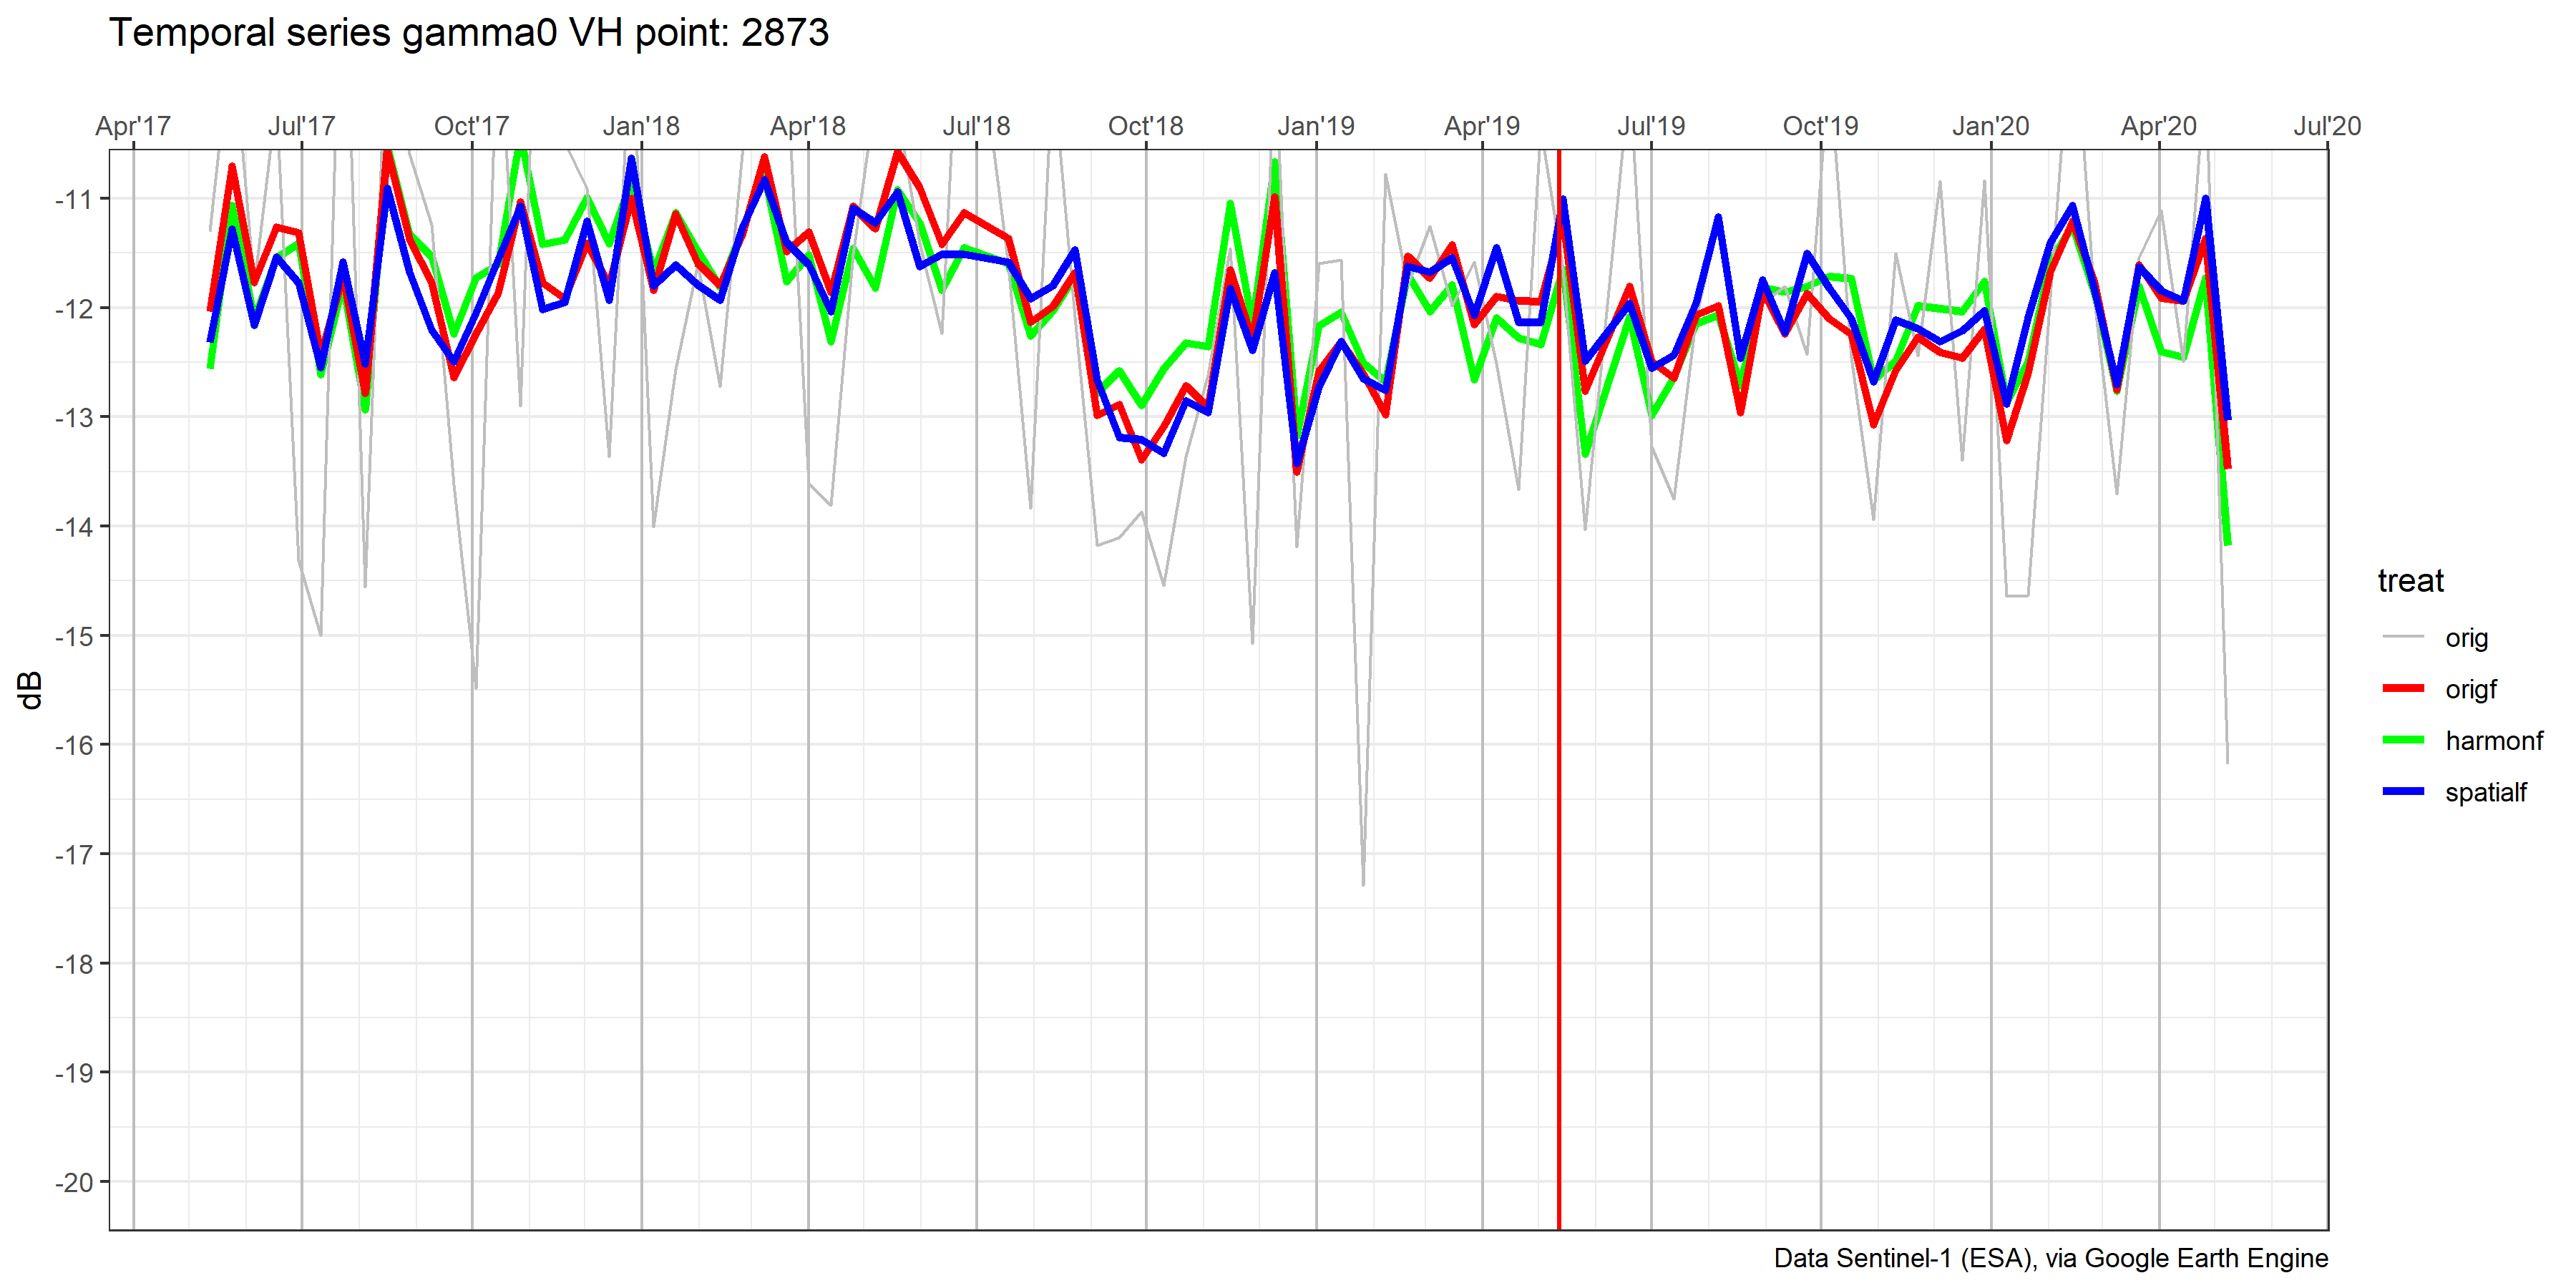 Temporal series gamma0 VH point: 2873
Apr'17 Jul'17 Oct'17 Jan'18 Apr'18 Jul'18 Oct'18 Jan'19 Apr'19 Jul'19 Oct'19 Jan'20 Apr'20 Jul'20
-11
-12
-13
-14
-15
-16
-17
-18
-19
-20
dB
treat
orig
origf
harmonf
spatialf
Data Sentinel-1 (ESA), via Google Earth Engine